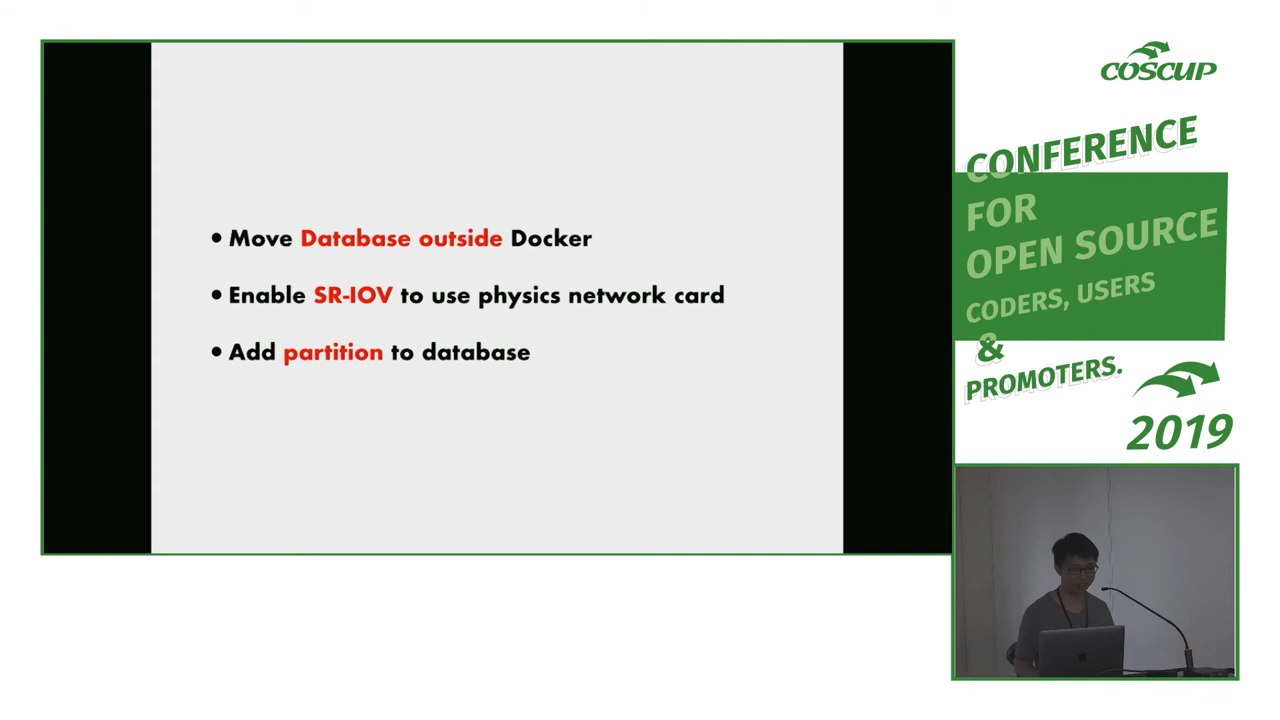 • Move Database outside Docker
• Enable SR-IOV to use physics network card
• Add partition to database
COSCUP
CONFERENCE
FOR
OPEN SOURCE
CODERS, USERS
&
PROMOTERS.
2019